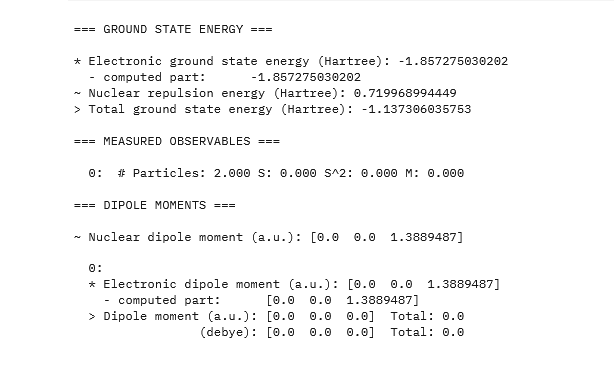 === GROUND STATE ENERGY ===
* Electronic ground state energy (Hartree): -1.857275030202
- computed part: -1.857275030202
~ Nuclear repulsion energy (Hartree): 0.719968994449
> Total ground state energy (Hartree): -1.137306035753
=== MEASURED OBSERVABLES ===
0: # Particles: 2.000 S: 0.000 S^2: 0.000 M: 0.000
=== DIPOLE MOMENTS ===
~ Nuclear dipole moment (a.u.): [0.0 0.0 1.3889487]
0:
* Electronic dipole moment (a.u.): [0.0 0.0 1.3889487]
- computed part: [0.0 0.0 1.3889487]
> Dipole moment (a.u.): [0.0 0.0 0.0] Total: 0.0
(debye): [0.0 0.0 0.0] Total: 0.0